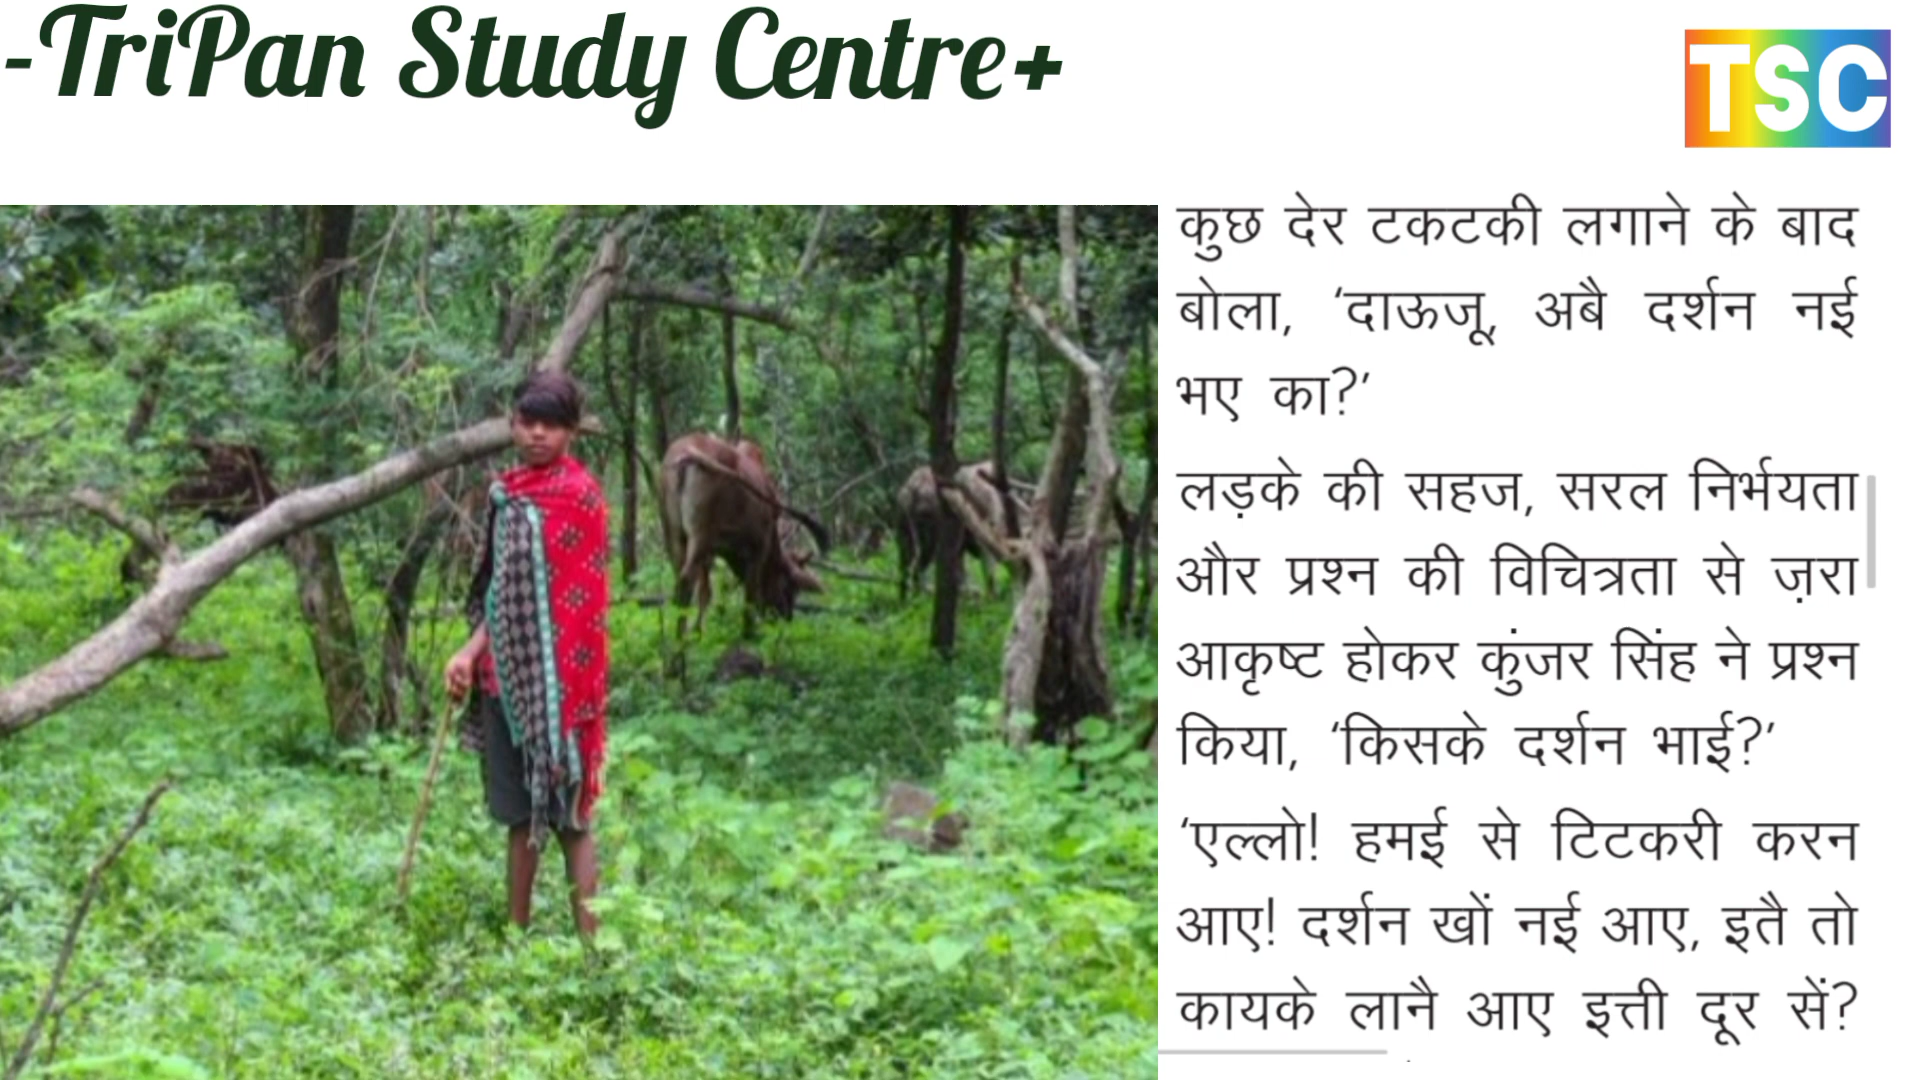 -TriPan Study Centre+
TSC
कुछ देर टकटकी लगाने के बाद
बोला, ‘दाऊजू, अबै दर्शन नई
भए का?’
लड़के की सहज, सरल निर्भयता
और प्रश्न की विचित्रता से ज़रा
आकृष्ट होकर कुंजर सिंह ने प्रश्न
किया, ‘किसके दर्शन भाई?’
‘एल्लो! हमई से टिटकरी करन
आए! दर्शन खों नई आए, इतै तो
कायके लानै आए इत्ती दूर सें?